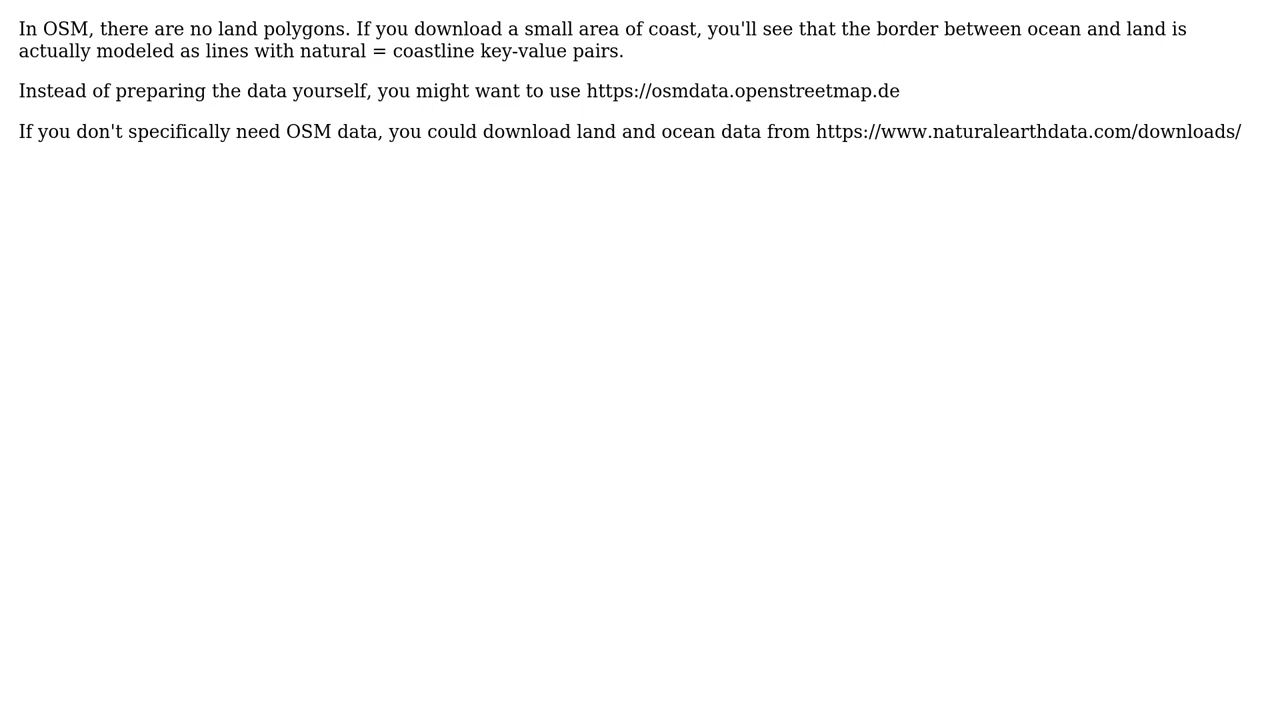 In OSM, there are no land polygons. If you download a small area of coast, you'll see that the border between ocean and land is
actually modeled as lines with natural = coastline key-value pairs.
Instead of preparing the data yourself, you might want to use https://osmdata.openstreetmap.de
If you don't specifically need OSM data, you could download land and ocean data from https://www.naturalearthdata.com/downloads/